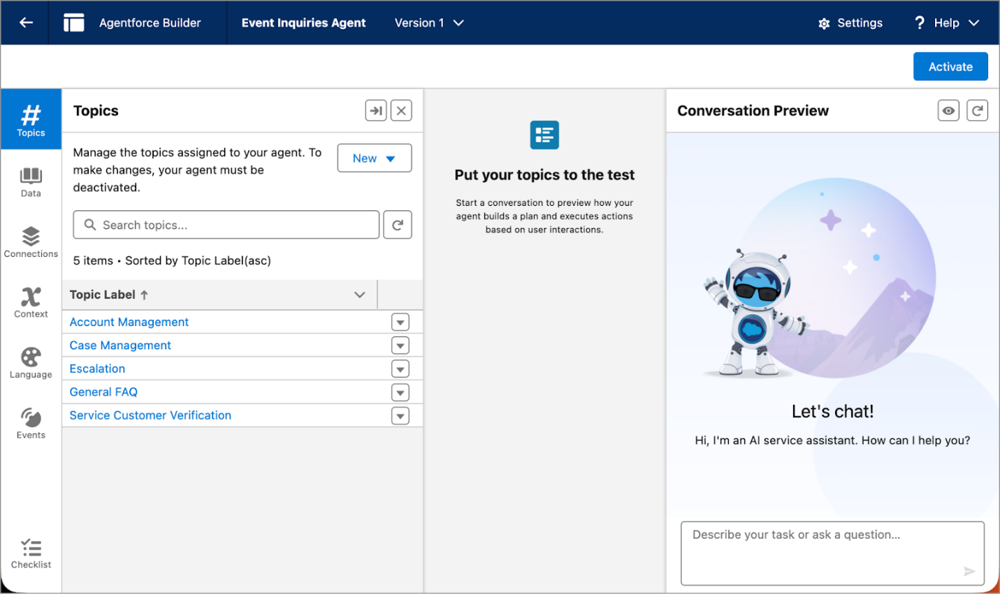 Agentforce Builder
Event Inquiries Agent
Version 1
Settings
? Help
Activate
# Topics
Data
Connections
Context
Language
Events
Checklist
Topics
Manage the topics assigned to your agent. To
make changes, your agent must be
deactivated.
New
Search topics...
5 items • Sorted by Topic Label(asc)
Topic Label ↑
Account Management
Case Management
Escalation
General FAQ
Service Customer Verification
Put your topics to the test
Start a conversation to preview how your
agent builds a plan and executes actions
based on user interactions.
Conversation Preview
Let's chat!
Hi, I'm an AI service assistant. How can I help you?
Describe your task or ask a question...